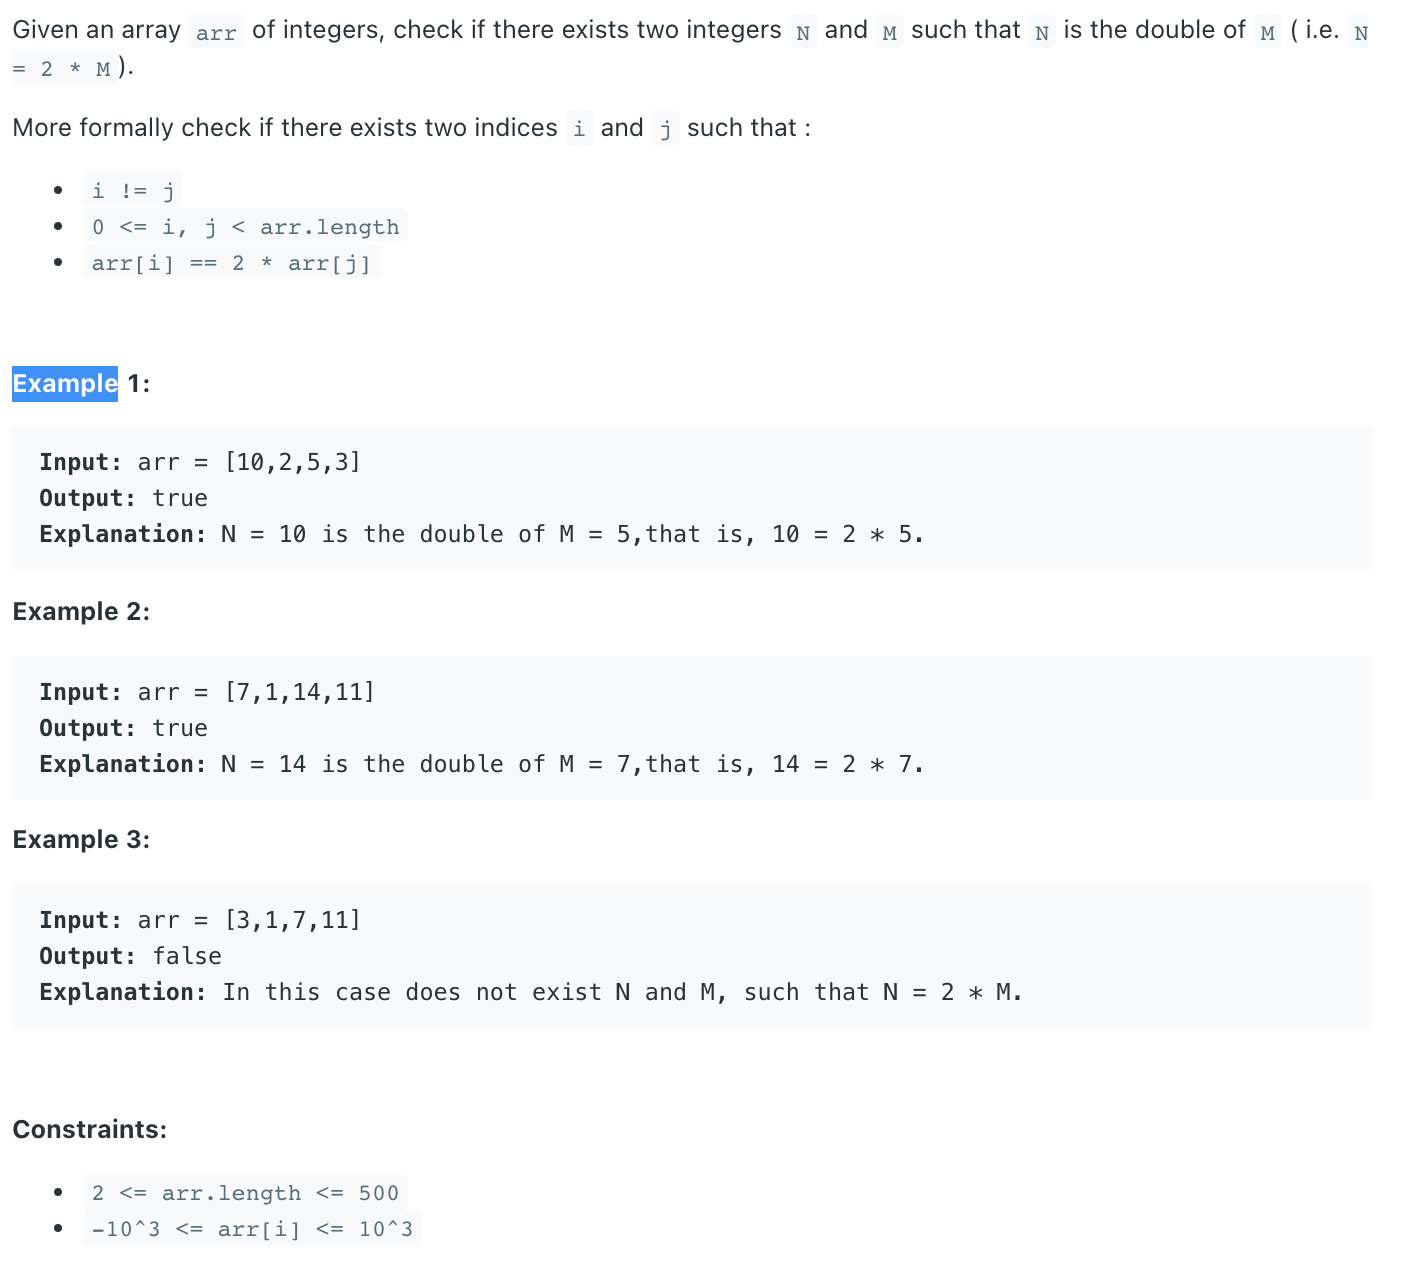 Given an array arr of integers, check if there exists two integers N and M such that N is the double of M ( i.e. N
= 2 * M ).
More formally check if there exists two indices i and j such that :
• i != j
• 0 <= i, j < arr.length
• arr[i] == 2 * arr[j]
Example 1:
Input: arr = [10,2,5,3]
Output: true
Explanation: N = 10 is the double of M = 5,that is, 10 = 2 * 5.
Example 2:
Input: arr = [7,1,14,11]
Output: true
Explanation: N = 14 is the double of M = 7,that is, 14 = 2 * 7.
Example 3:
Input: arr = [3,1,7,11]
Output: false
Explanation: In this case does not exist N and M, such that N = 2 * M.
Constraints:
• 2 <= arr.length <= 500
• -10^3 <= arr[i] <= 10^3